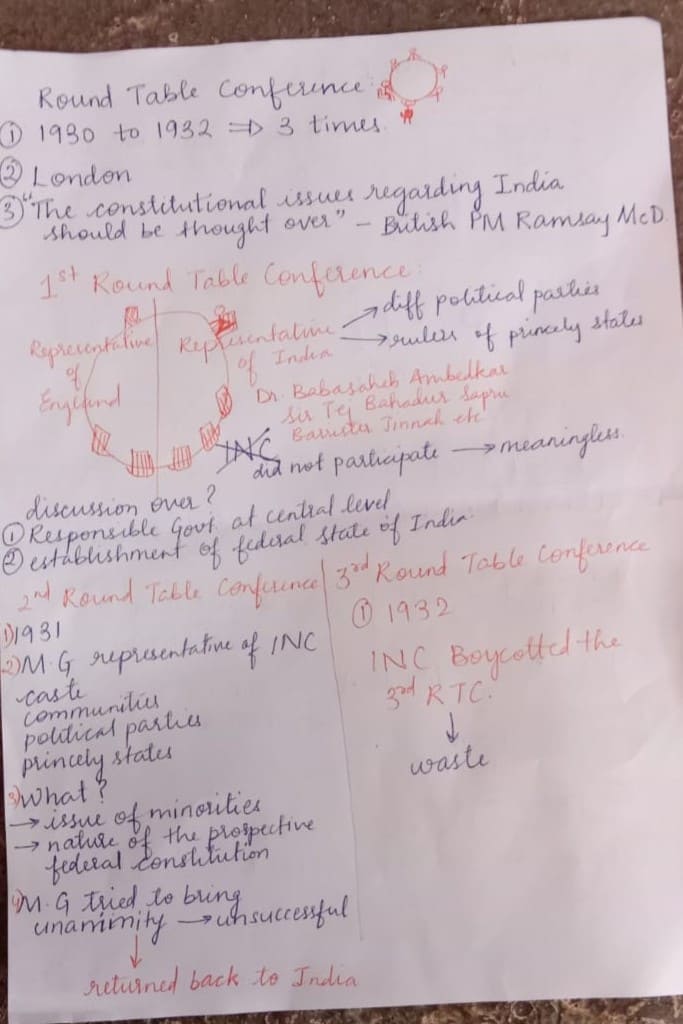 Round Table Conference:
① 1930 to 1932 ⇒ 3 times.
② London
③ "The constitutional issues regarding India
should be thought over" - British PM Ramsay McD.
1st Round Table Conference:
Representative
of
England
Representative
of India
→ diff political parties
→ rulers of princely states
Dr. Babasaheb Ambedkar
Sir Tej Bahadur Sapru
Barrister Jinnah etc
INC
did not participate → meaningless.
discussion over?
① Responsible Govt. at central level
② establishment of federal state of India
2nd Round Table Conference
1) 1931
2) M.G representative of INC
caste
communities
political parties
princely states
3) What?
→ issue of minorities
→ nature of the prospective
federal constitution
4) M.G tried to bring
unanimity → unsuccessful
↓
returned back to India
3rd Round Table Conference
① 1932
INC Boycotted the
3rd RTC.
↓
waste